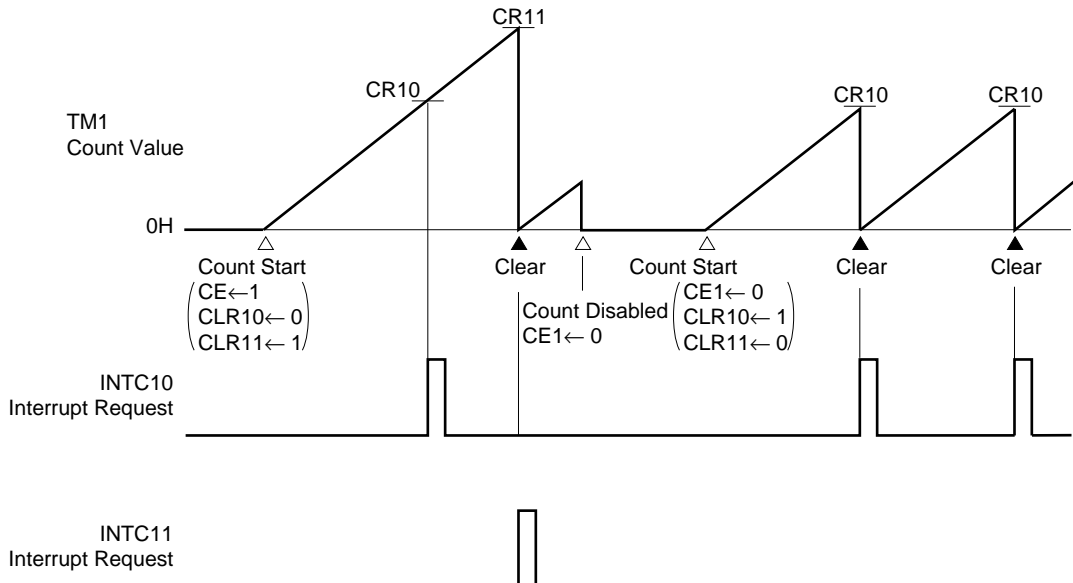 CR11
CR10
CR10
CR10
TM1
Count Value
0H
Count Start
CE←1
CLR10← 0
CLR11← 1
Clear
Count Disabled
CE1← 0
Count Start
CE1← 0
CLR10← 1
CLR11← 0
Clear
Clear
INTC10
Interrupt Request
INTC11
Interrupt Request